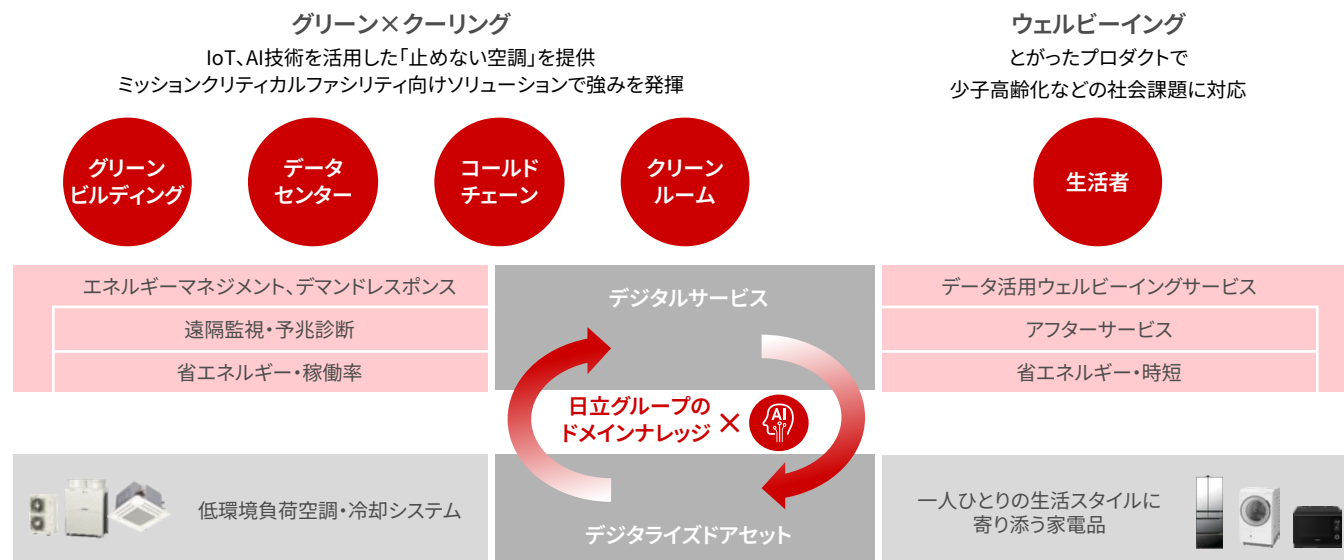 グリーン×クーリング
IoT、AI技術を活用した「止めない空調」を提供
ミッションクリティカルファシリティ向けソリューションで強みを発揮
ウェルビーイング
とがったプロダクトで
少子高齢化などの社会課題に対応
グリーン
ビルディング
データ
センター
コールド
チェーン
クリーン
ルーム
生活者
エネルギーマネジメント、デマンドレスポンス
遠隔監視・予兆診断
省エネルギー・稼働率
デジタルサービス
データ活用ウェルビーイングサービス
アフターサービス
省エネルギー・時短
日立グループの
ドメインナレッジ
×
AI
低環境負荷空調・冷却システム
デジタライズドアセット
一人ひとりの生活スタイルに
寄り添う家電品